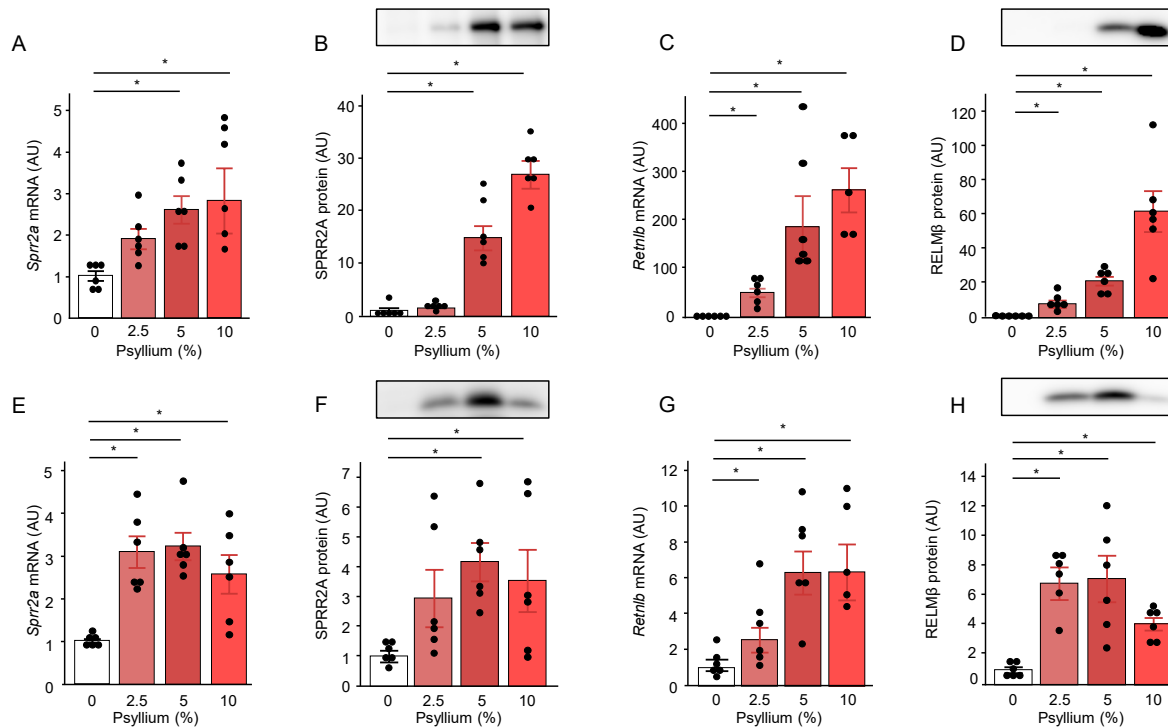 A
*
*
Sprr2a mRNA (AU)
5
4
3
2
1
0
0 2.5 5 10
Psyllium (%)
B
*
*
SPRR2A protein (AU)
40
30
20
10
0
0 2.5 5 10
Psyllium (%)
C
*
*
*
Retnlb mRNA (AU)
400
300
200
100
0
0 2.5 5 10
Psyllium (%)
D
*
*
*
RELMβ protein (AU)
120
100
80
60
40
20
0
0 2.5 5 10
Psyllium (%)
E
*
*
*
Sprr2a mRNA (AU)
5
4
3
2
1
0
0 2.5 5 10
Psyllium (%)
F
*
*
SPRR2A protein (AU)
7
6
5
4
3
2
1
0
0 2.5 5 10
Psyllium (%)
G
*
*
*
Retnlb mRNA (AU)
12
10
8
6
4
2
0
0 2.5 5 10
Psyllium (%)
H
*
*
*
RELMβ protein (AU)
14
12
10
8
6
4
2
0
0 2.5 5 10
Psyllium (%)